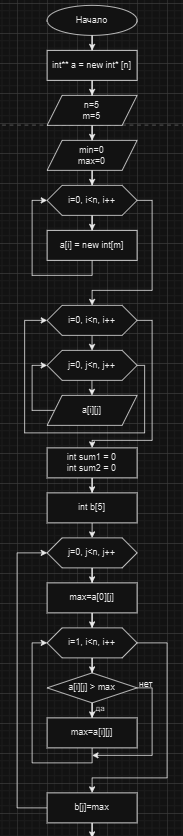 Начало
int** a = new int* [n]
n=5
m=5
min=0
max=0
i=0, i<n, i++
a[i] = new int[m]
i=0, i<n, i++
j=0, j<n, j++
a[i][j]
int sum1 = 0
int sum2 = 0
int b[5]
j=0, j<n, j++
max=a[0][j]
i=1, i<n, i++
a[i][j] > max
нет
да
max=a[i][j]
b[j]=max